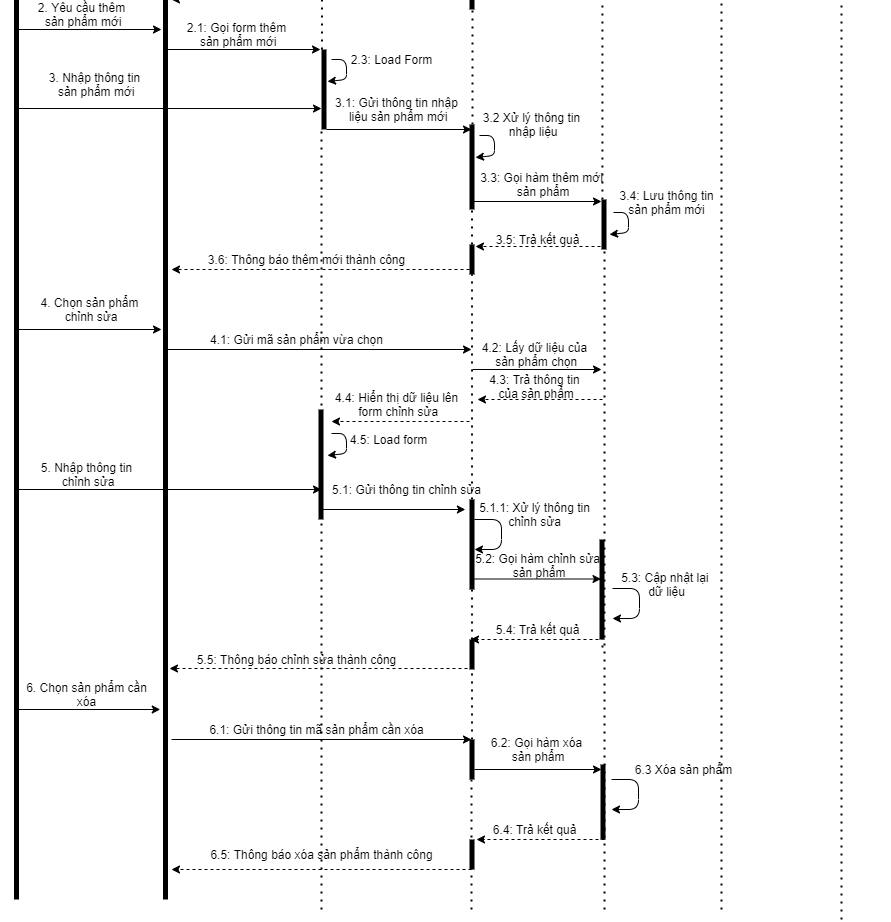 2. Yêu cầu thêm
sản phẩm mới
2.1: Gọi form thêm
sản phẩm mới
2.3: Load Form
3. Nhập thông tin
sản phẩm mới
3.1: Gửi thông tin nhập
liệu sản phẩm mới
3.2 Xử lý thông tin
nhập liệu
3.3: Gọi hàm thêm mới
sản phẩm
3.4: Lưu thông tin
sản phẩm mới
3.5: Trả kết quả
3.6: Thông báo thêm mới thành công
4. Chọn sản phẩm
chỉnh sửa
4.1: Gửi mã sản phẩm vừa chọn
4.2: Lấy dữ liệu của
sản phẩm chọn
4.3: Trả thông tin
của sản phẩm
4.4: Hiển thị dữ liệu lên
form chỉnh sửa
4.5: Load form
5. Nhập thông tin
chỉnh sửa
5.1: Gửi thông tin chỉnh sửa
5.1.1: Xử lý thông tin
chỉnh sửa
5.2: Gọi hàm chỉnh sửa
sản phẩm
5.3: Cập nhật lại
dữ liệu
5.4: Trả kết quả
5.5: Thông báo chỉnh sửa thành công
6. Chọn sản phẩm cần
xóa
6.1: Gửi thông tin mã sản phẩm cần xóa
6.2: Gọi hàm xóa
sản phẩm
6.3 Xóa sản phẩm
6.4: Trả kết quả
6.5: Thông báo xóa sản phẩm thành công